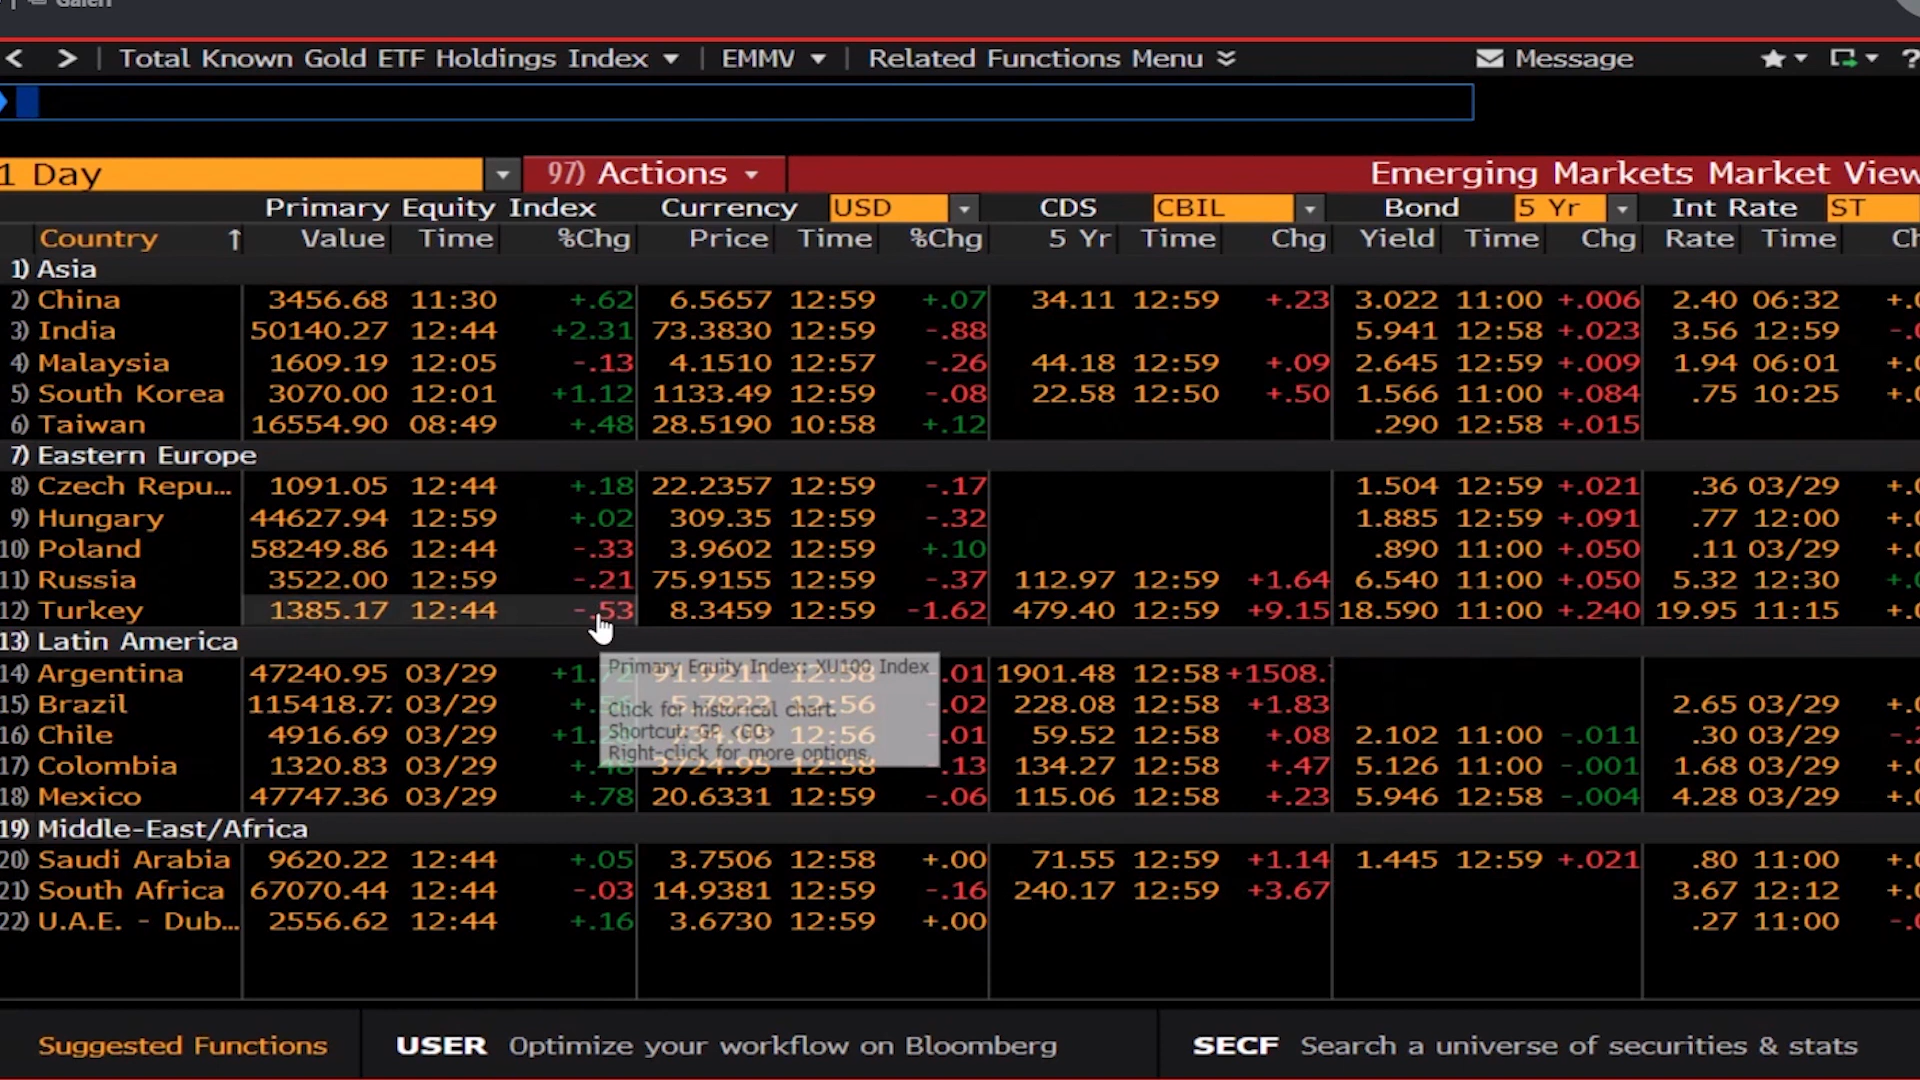 Galeri
< > | Total Known Gold ETF Holdings Index | EMMV | Related Functions Menu Message ?
1 Day 97) Actions Emerging Markets Market View
Primary Equity Index Currency USD CDS CBIL Bond 5 Yr Int Rate ST
Country ↑ Value Time %Chg Price Time %Chg 5 Yr Time Chg Yield Time Chg Rate Time
1) Asia
2) China 3456.68 11:30 +.62 6.5657 12:59 +.07 34.11 12:59 +.23 3.022 11:00 +.006 2.40 06:32
3) India 50140.27 12:44 +2.31 73.3830 12:59 -.88 5.941 12:58 +.023 3.56 12:59
4) Malaysia 1609.19 12:05 -.13 4.1510 12:57 -.26 44.18 12:59 +.09 2.645 12:59 +.009 1.94 06:01
5) South Korea 3070.00 12:01 +1.12 1133.49 12:59 -.08 22.58 12:50 +.50 1.566 11:00 +.084 .75 10:25
6) Taiwan 16554.90 08:49 +.48 28.5190 10:58 +.12 .290 12:58 +.015
7) Eastern Europe
8) Czech Repu... 1091.05 12:44 +.18 22.2357 12:59 -.17 1.504 12:59 +.021 .36 03/29
9) Hungary 44627.94 12:59 +.02 309.35 12:59 -.32 1.885 12:59 +.091 .77 12:00
10) Poland 58249.86 12:44 -.33 3.9602 12:59 +.10 .890 11:00 +.050 .11 03/29
11) Russia 3522.00 12:59 -.21 75.9155 12:59 -.37 112.97 12:59 +1.64 6.540 11:00 +.050 5.32 12:30
12) Turkey 1385.17 12:44 -.53 8.3459 12:59 -1.62 479.40 12:59 +9.15 18.590 11:00 +.240 19.95 11:15
13) Latin America
14) Argentina 47240.95 03/29 .01 1901.48 12:58 +1508.
15) Brazil 115418.7 03/29 .02 228.08 12:58 +1.83 2.65 03/29
16) Chile 4916.69 03/29 .01 59.52 12:58 +.08 2.102 11:00 -.011 .30 03/29
17) Colombia 1320.83 03/29 .13 134.27 12:58 +.47 5.126 11:00 -.001 1.68 03/29
18) Mexico 47747.36 03/29 +.78 20.6331 12:59 -.06 115.06 12:58 +.23 5.946 12:58 -.004 4.28 03/29
Primary Equity Index: XU100 Index
Click for historical chart.
Shortcut: GP <GO>
Right-click for more options.
19) Middle-East/Africa
20) Saudi Arabia 9620.22 12:44 +.05 3.7506 12:58 +.00 71.55 12:59 +1.14 1.445 12:59 +.021 .80 11:00
21) South Africa 67070.44 12:44 -.03 14.9381 12:59 -.16 240.17 12:59 +3.67 3.67 12:12
22) U.A.E. - Dub... 2556.62 12:44 +.16 3.6730 12:59 +.00 .27 11:00
Suggested Functions USER Optimize your workflow on Bloomberg SECF Search a universe of securities & stats